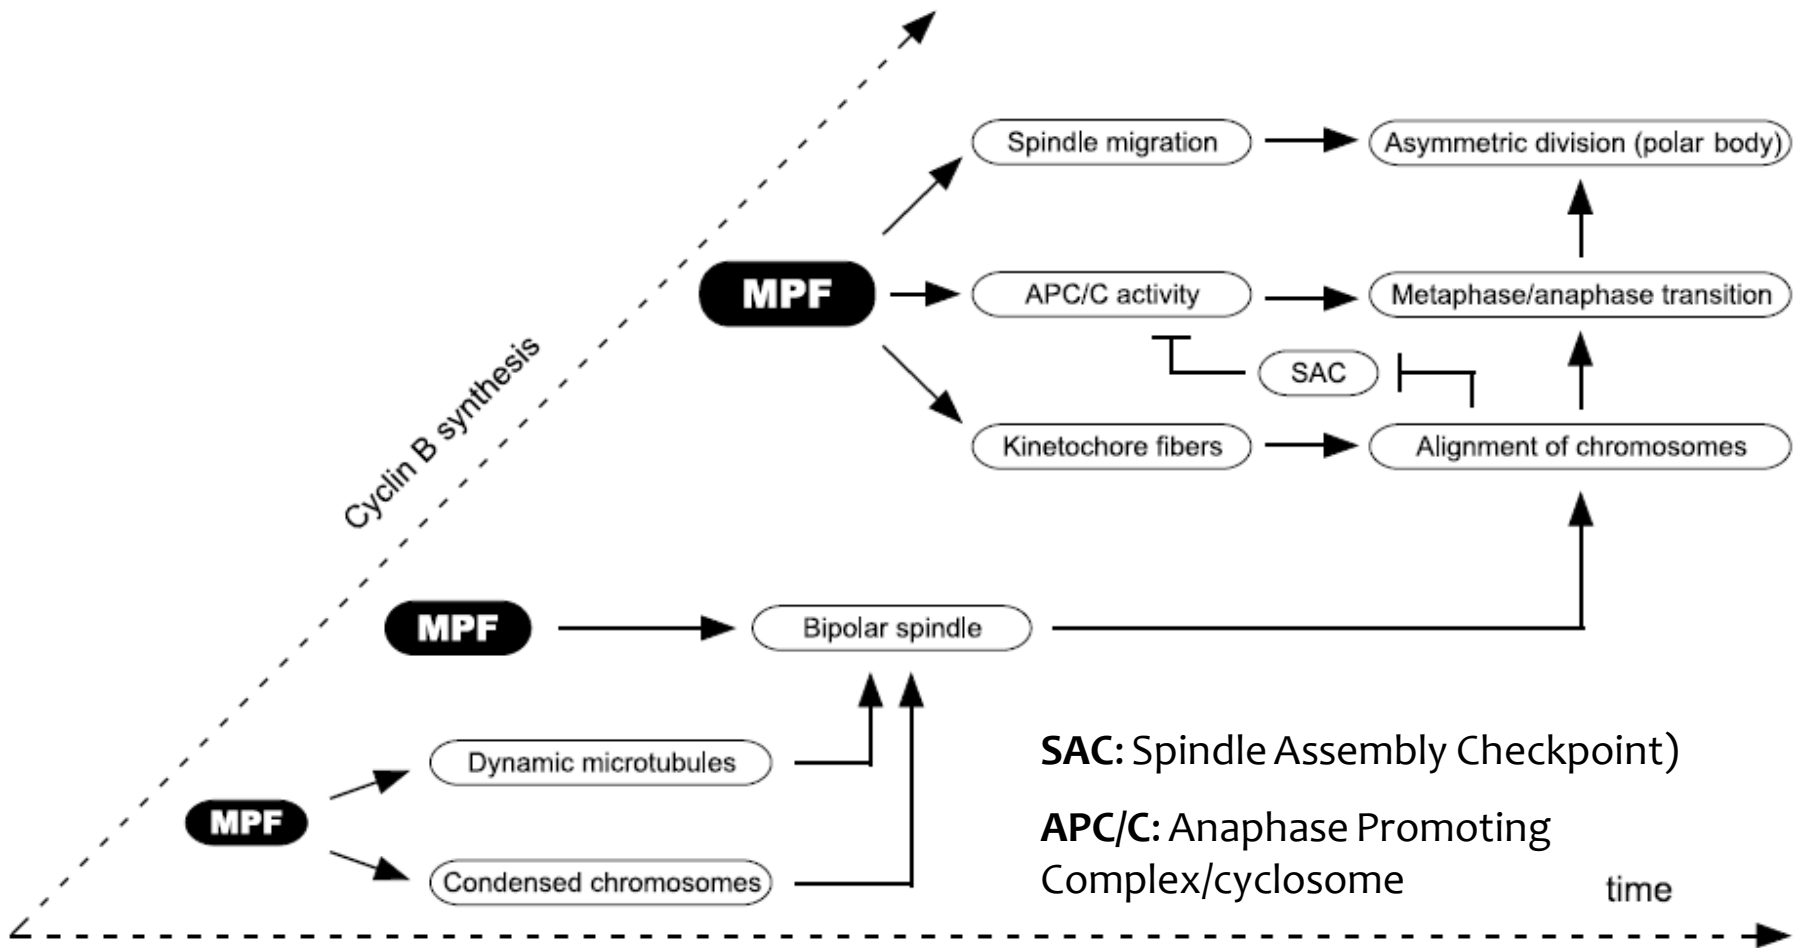 Spindle migration
Asymmetric division (polar body)
MPF
APC/C activity
Metaphase/anaphase transition
Cyclin B synthesis
SAC
Kinetochore fibers
Alignment of chromosomes
MPF
Bipolar spindle
Dynamic microtubules
MPF
Condensed chromosomes
SAC: Spindle Assembly Checkpoint)
APC/C: Anaphase Promoting
Complex/cyclosome
time